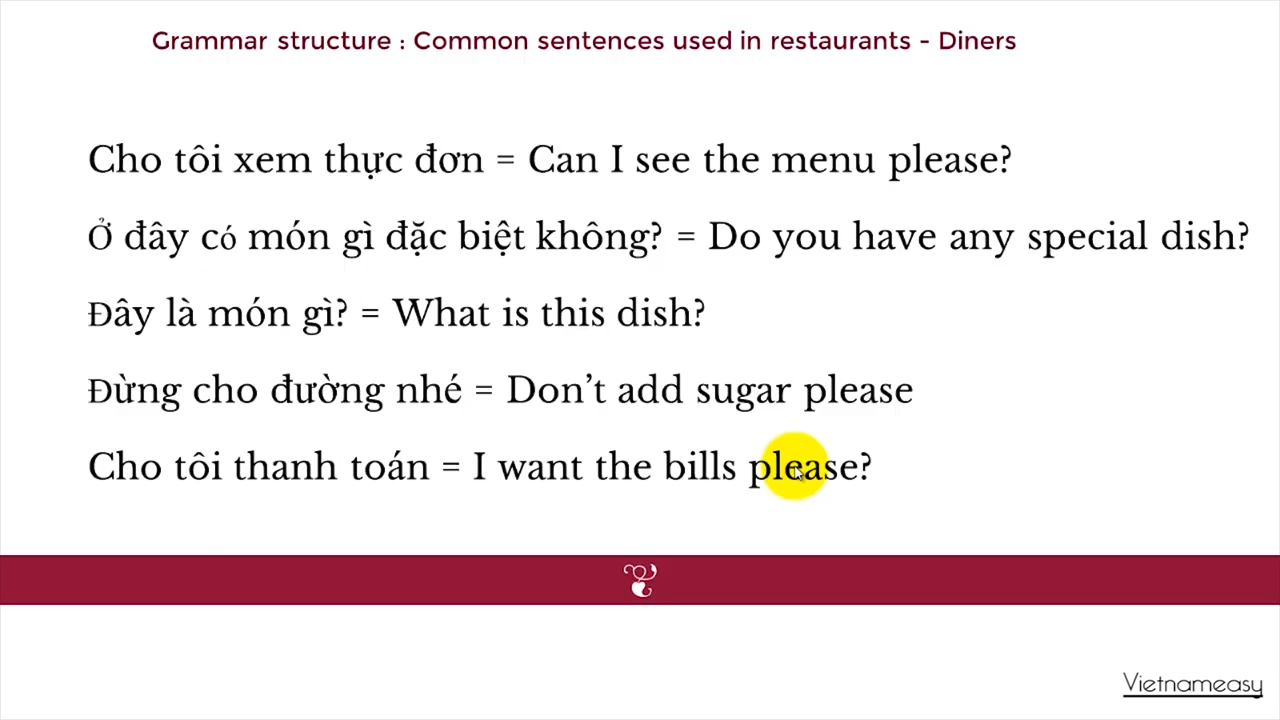 Grammar structure : Common sentences used in restaurants - Diners
Cho tôi xem thực đơn = Can I see the menu please?
Ở đây có món gì đặc biệt không? = Do you have any special dish?
Đây là món gì? = What is this dish?
Đừng cho đường nhé = Don’t add sugar please
Cho tôi thanh toán = I want the bills please?
Vietnameasy